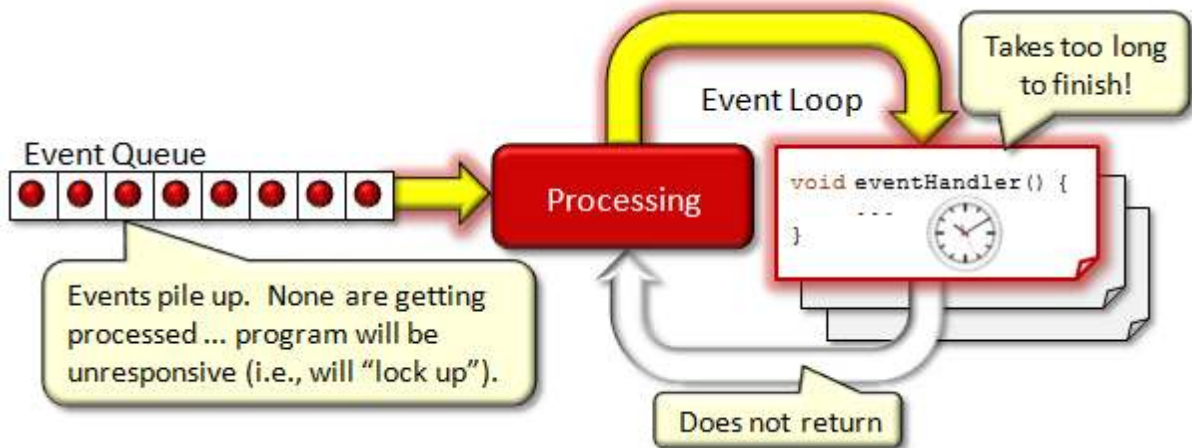 Takes too long
to finish!
Event Loop
Event Queue
Processing
void eventHandler() {
...
}
Events pile up. None are getting
processed ... program will be
unresponsive (i.e., will “lock up”).
Does not return